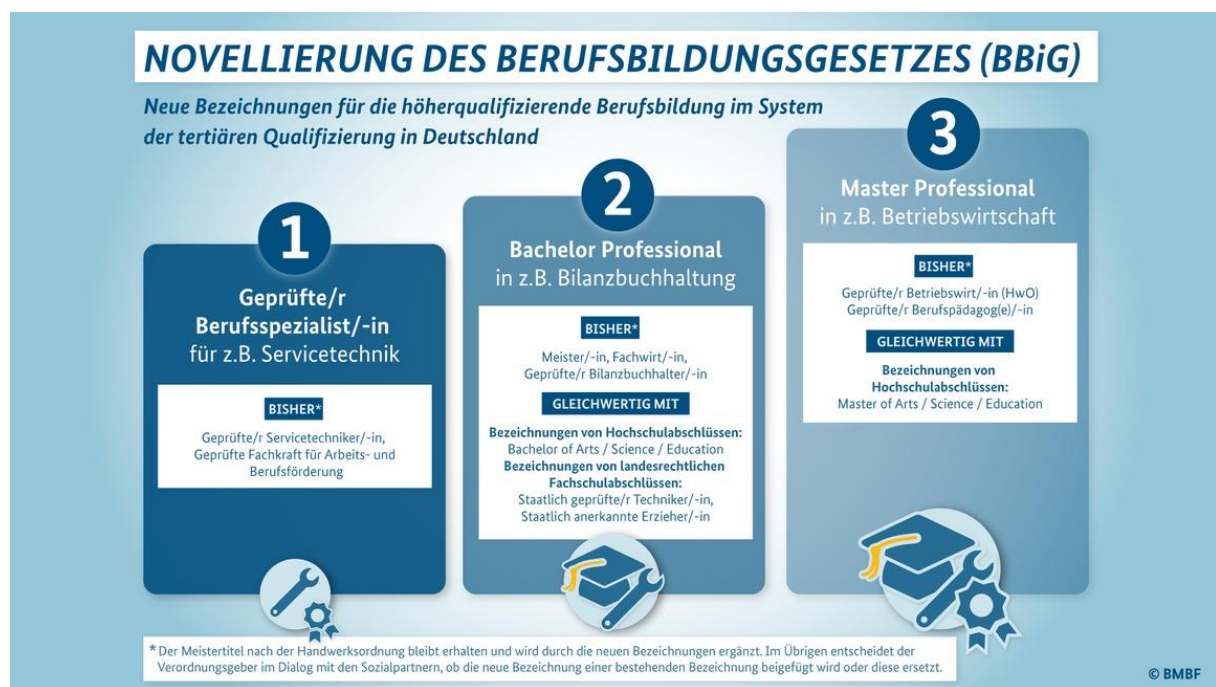 NOVELLIERUNG DES BERUFSBILDUNGSGESETZES (BBiG)
Neue Bezeichnungen für die höherqualifizierende Berufsbildung im System
der tertiären Qualifizierung in Deutschland
1
Geprüfte/r
Berufsspezialist/-in
für z.B. Servicetechnik
BISHER*
Geprüfte/r Servicetechniker/-in,
Geprüfte Fachkraft für Arbeits- und
Berufsförderung
2
Bachelor Professional
in z.B. Bilanzbuchhaltung
BISHER*
Meister/-in, Fachwirt/-in,
Geprüfte/r Bilanzbuchhalter/-in
GLEICHWERTIG MIT
Bezeichnungen von Hochschulabschlüssen:
Bachelor of Arts / Science / Education
Bezeichnungen von landesrechtlichen
Fachschulabschlüssen:
Staatlich geprüfte/r Techniker/-in,
Staatlich anerkannte Erzieher/-in
3
Master Professional
in z.B. Betriebswirtschaft
BISHER*
Geprüfte/r Betriebswirt/-in (HwO)
Geprüfte/r Berufspädagog(e)/-in
GLEICHWERTIG MIT
Bezeichnungen von
Hochschulabschlüssen:
Master of Arts / Science / Education
* Der Meistertitel nach der Handwerksordnung bleibt erhalten und wird durch die neuen Bezeichnungen ergänzt. Im Übrigen entscheidet der
Verordnungsgeber im Dialog mit den Sozialpartnern, ob die neue Bezeichnung einer bestehenden Bezeichnung beigefügt wird oder diese ersetzt.
© BMBF